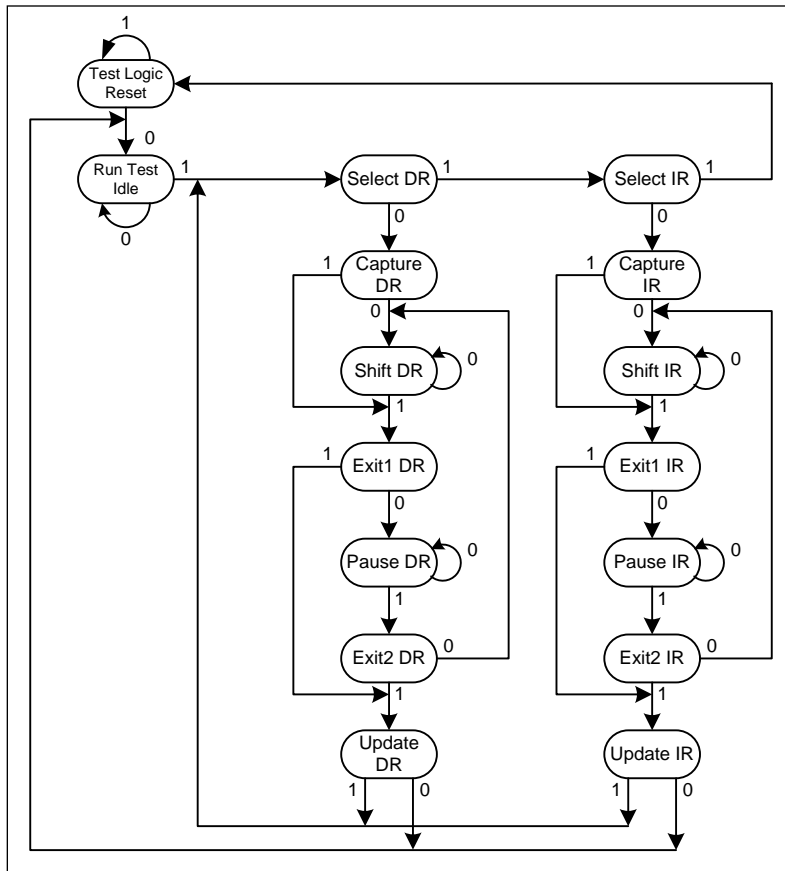 1
Test Logic
Reset
0
Run Test
Idle
1
0
Select DR
1
Select IR
1
0
0
Capture
DR
1
0
Capture
IR
1
0
Shift DR
0
1
Shift IR
0
1
Exit1 DR
1
0
Exit1 IR
1
0
Pause DR
0
1
Pause IR
0
1
Exit2 DR
0
1
Exit2 IR
0
1
Update
DR
1
0
Update IR
1
0